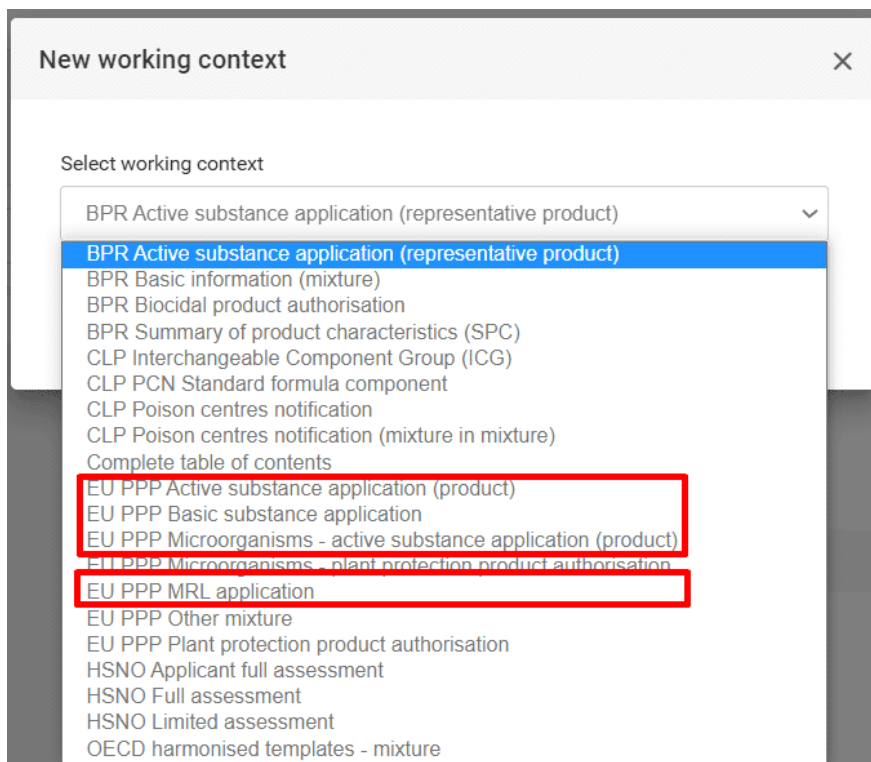 New working context
Select working context
BPR Active substance application (representative product)
BPR Active substance application (representative product)
BPR Basic information (mixture)
BPR Biocidal product authorisation
BPR Summary of product characteristics (SPC)
CLP Interchangeable Component Group (ICG)
CLP PCN Standard formula component
CLP Poison centres notification
CLP Poison centres notification (mixture in mixture)
Complete table of contents
EU PPP Active substance application (product)
EU PPP Basic substance application
EU PPP Microorganisms - active substance application (product)
EU PPP Microorganisms - plant protection product authorisation
EU PPP MRL application
EU PPP Other mixture
EU PPP Plant protection product authorisation
HSNO Applicant full assessment
HSNO Full assessment
HSNO Limited assessment
OECD harmonised templates - mixture